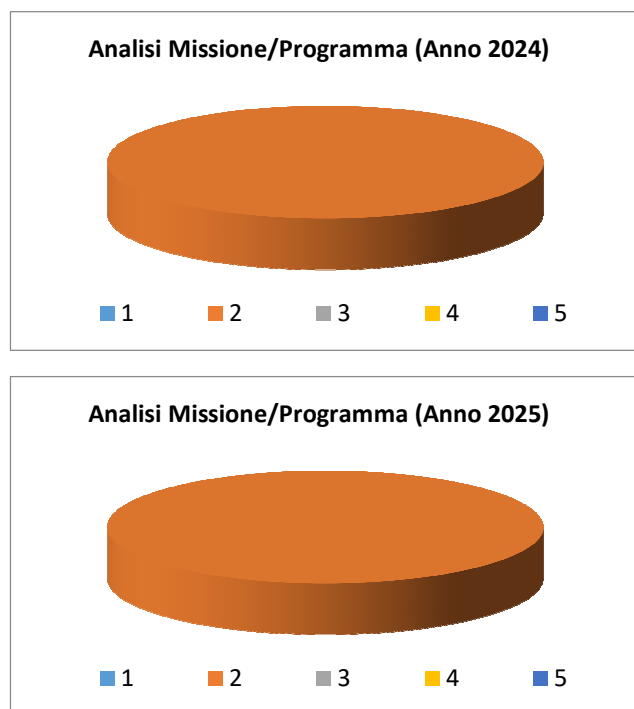 Analisi Missione/Programma (Anno 2024)
1 2 3 4 5
Analisi Missione/Programma (Anno 2025)
1 2 3 4 5